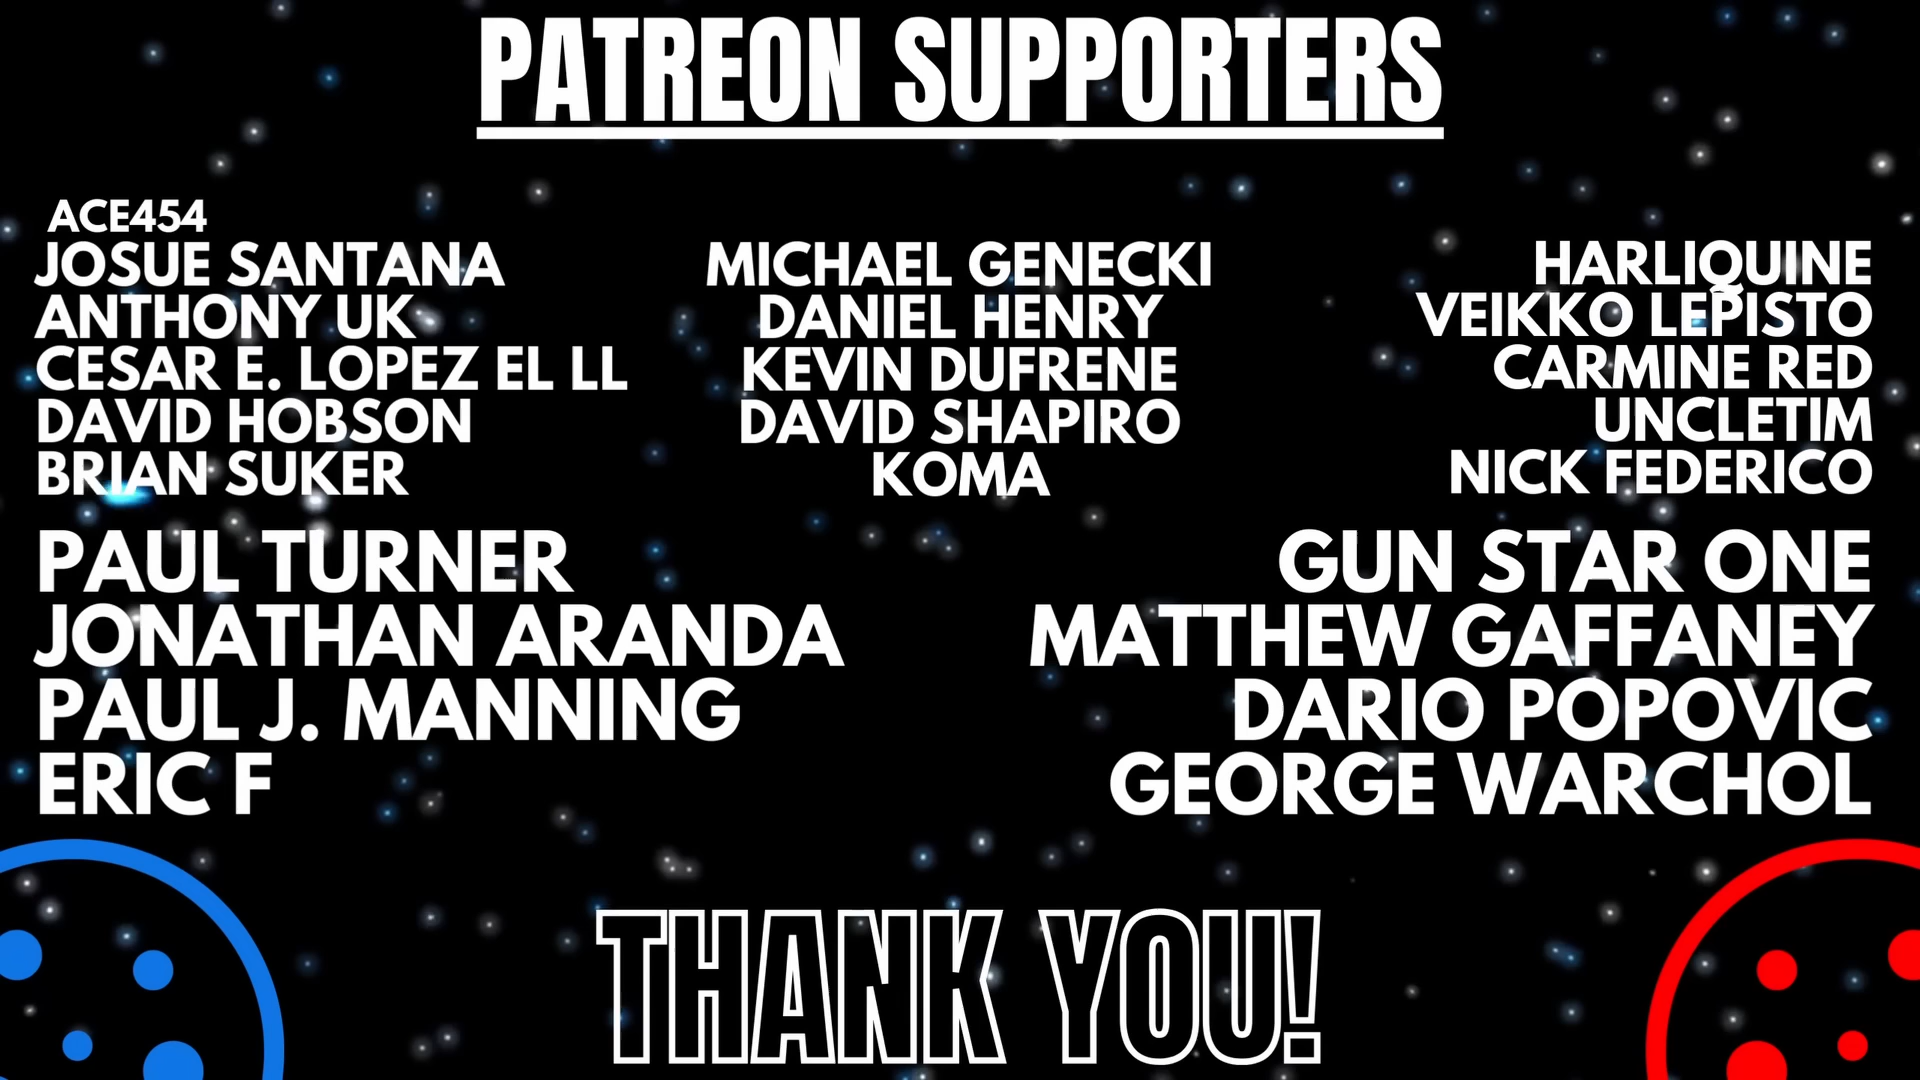 PATREON SUPPORTERS
ACE454
JOSUE SANTANA
ANTHONY UK
CESAR E. LOPEZ EL LL
DAVID HOBSON
BRIAN SUKER
MICHAEL GENECKI
DANIEL HENRY
KEVIN DUFRENE
DAVID SHAPIRO
KOMA
HARLIQUINE
VEIKKO LEPISTO
CARMINE RED
UNCLETIM
NICK FEDERICO
PAUL TURNER
JONATHAN ARANDA
PAUL J. MANNING
ERIC F
GUN STAR ONE
MATTHEW GAFFANEY
DARIO POPOVIC
GEORGE WARCHOL
THANK YOU!